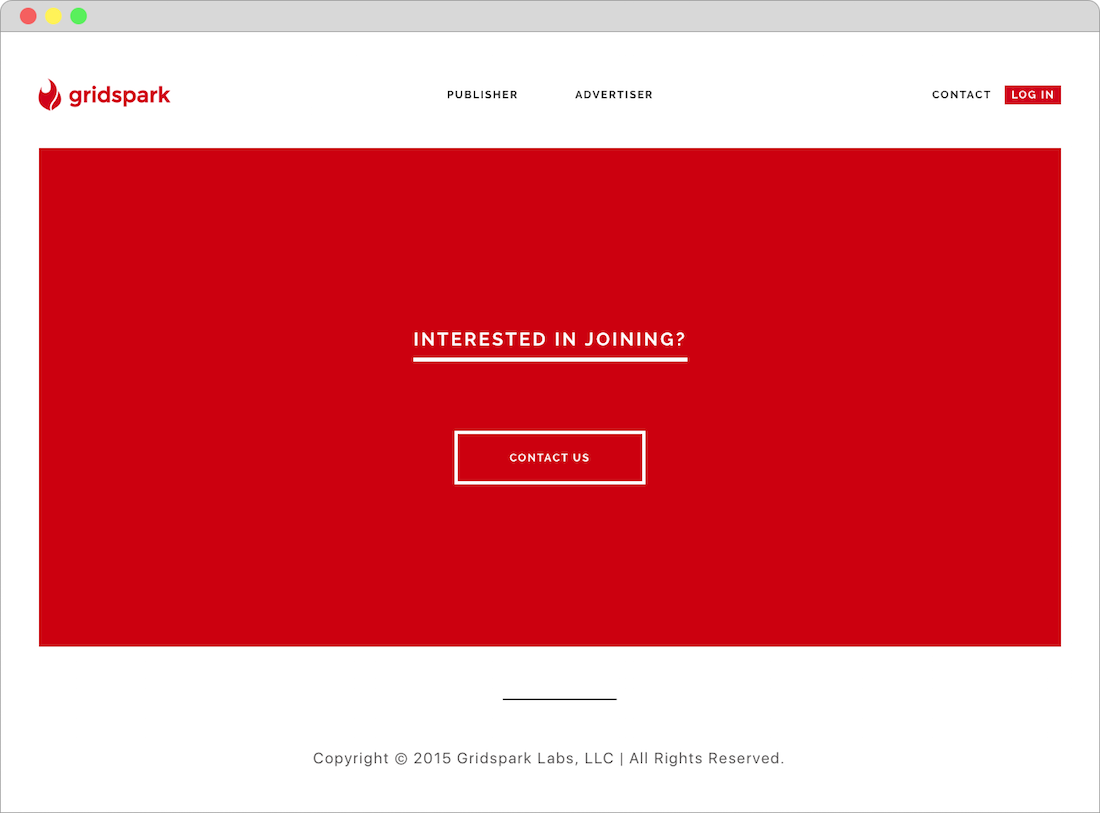 gridspark
PUBLISHER
ADVERTISER
CONTACT
LOG IN
INTERESTED IN JOINING?
CONTACT US
Copyright © 2015 Gridspark Labs, LLC | All Rights Reserved.